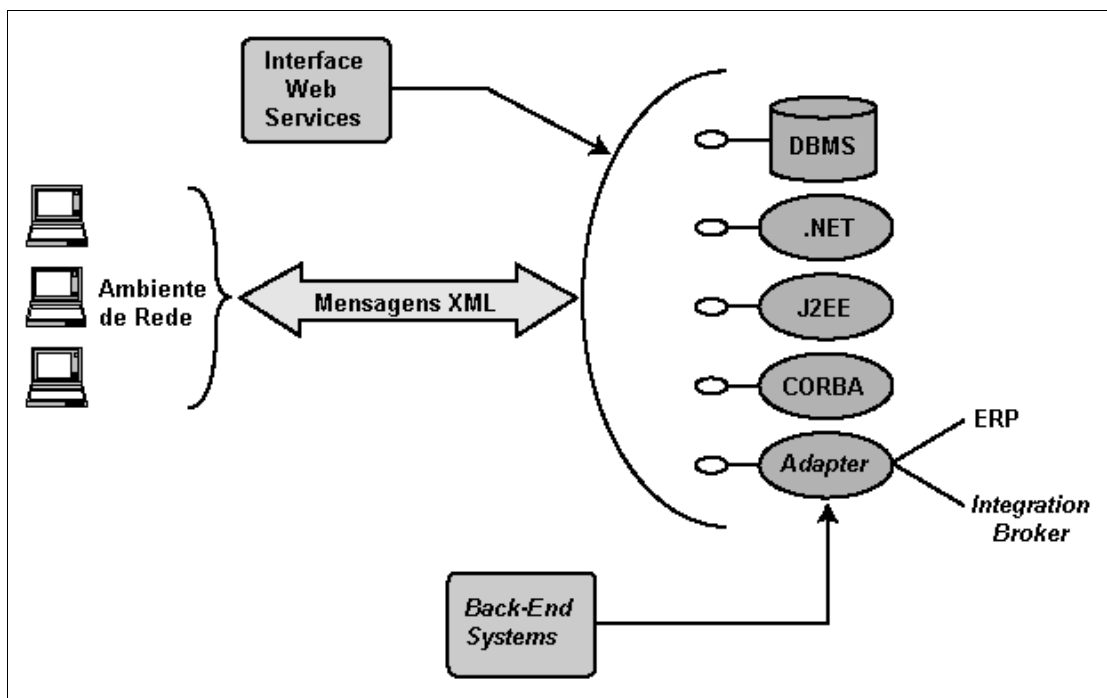 Interface
Web
Services
DBMS
.NET
Ambiente
de Rede
Mensagens XML
J2EE
CORBA
ERP
Adapter
Integration
Broker
Back-End
Systems